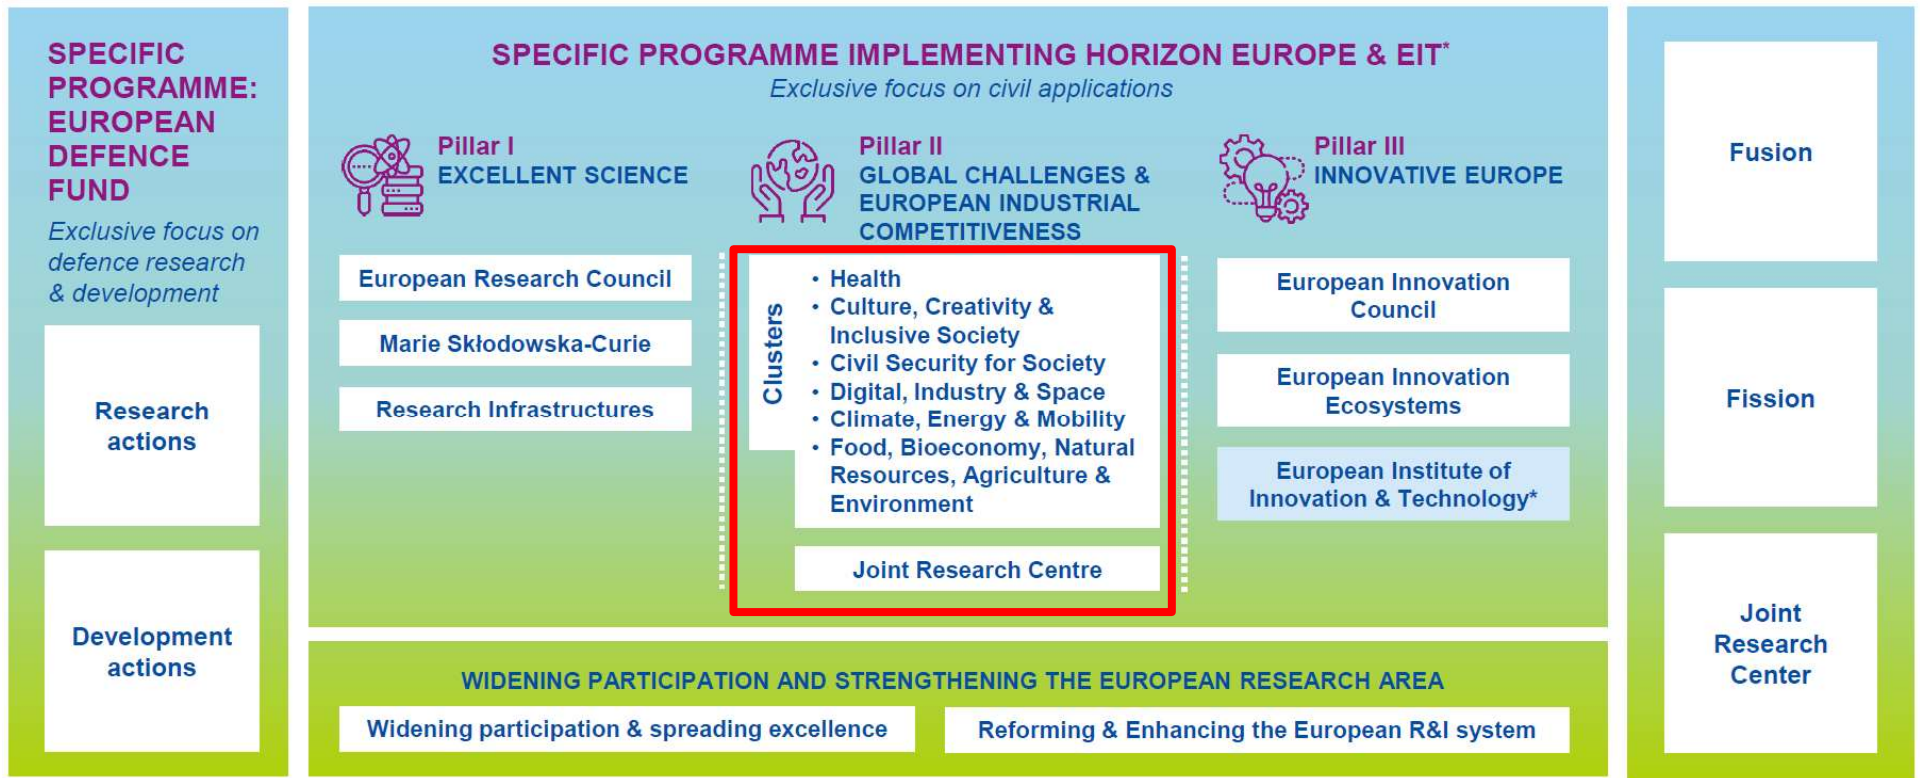 SPECIFIC
PROGRAMME:
EUROPEAN
DEFENCE
FUND
Exclusive focus on
defence research
& development
Research
actions
Development
actions
SPECIFIC PROGRAMME IMPLEMENTING HORIZON EUROPE & EIT*
Exclusive focus on civil applications
Pillar I
EXCELLENT SCIENCE
European Research Council
Marie Skłodowska-Curie
Research Infrastructures
Pillar II
GLOBAL CHALLENGES &
EUROPEAN INDUSTRIAL
COMPETITIVENESS
Clusters
• Health
• Culture, Creativity &
Inclusive Society
• Civil Security for Society
• Digital, Industry & Space
• Climate, Energy & Mobility
• Food, Bioeconomy, Natural
Resources, Agriculture &
Environment
Joint Research Centre
Pillar III
INNOVATIVE EUROPE
European Innovation
Council
European Innovation
Ecosystems
European Institute of
Innovation & Technology*
WIDENING PARTICIPATION AND STRENGTHENING THE EUROPEAN RESEARCH AREA
Widening participation & spreading excellence
Reforming & Enhancing the European R&I system
Fusion
Fission
Joint
Research
Center